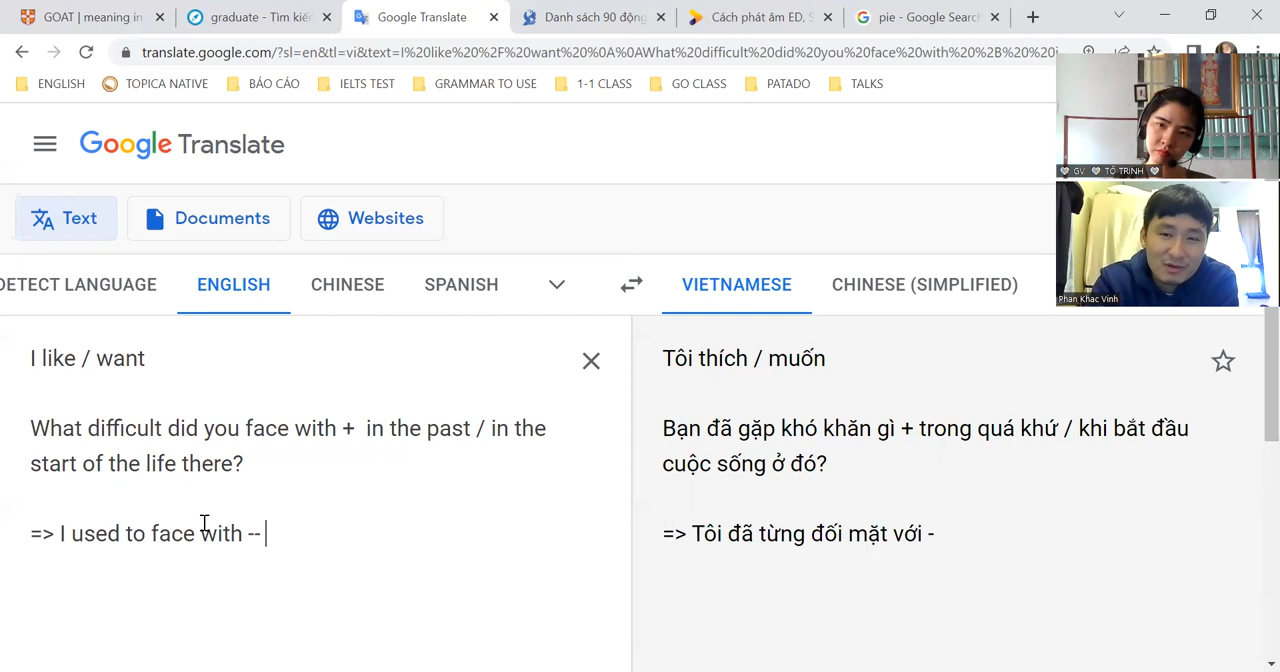 GOAT | meaning in
graduate - Tìm kiến
Google Translate
Danh sách 90 động
Cách phát âm ED, S
pie - Google Search
translate.google.com/?sl=en&tl=vi&text=I%20like%20%2F%20want%20%0A%0AWhat%20difficult%20did%20you%20face%20with%20%2B%20%20i
ENGLISH
TOPICA NATIVE
BÁO CÁO
IELTS TEST
GRAMMAR TO USE
1-1 CLASS
GO CLASS
PATADO
TALKS
Google Translate
GV TỐ TRINH
Text
Documents
Websites
Phan Khac Vinh
DETECT LANGUAGE
ENGLISH
CHINESE
SPANISH
VIETNAMESE
CHINESE (SIMPLIFIED)
I like / want
What difficult did you face with + in the past / in the
start of the life there?
=> I used to face with --
Tôi thích / muốn
Bạn đã gặp khó khăn gì + trong quá khứ / khi bắt đầu
cuộc sống ở đó?
=> Tôi đã từng đối mặt với -